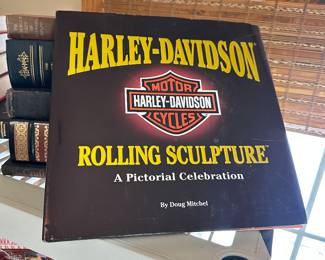 HARLEY-DAVIDSON
MOTOR
HARLEY-DAVIDSON
CYCLES
ROLLING SCULPTURE
A Pictorial Celebration
By Doug Mitchel